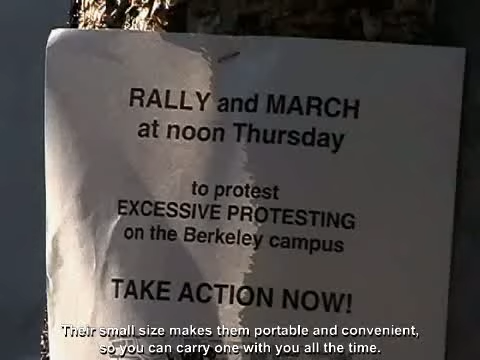 RALLY and MARCH
at noon Thursday
to protest
EXCESSIVE PROTESTING
on the Berkeley campus
TAKE ACTION NOW!
Their small size makes them portable and convenient,
so you can carry one with you all the time.